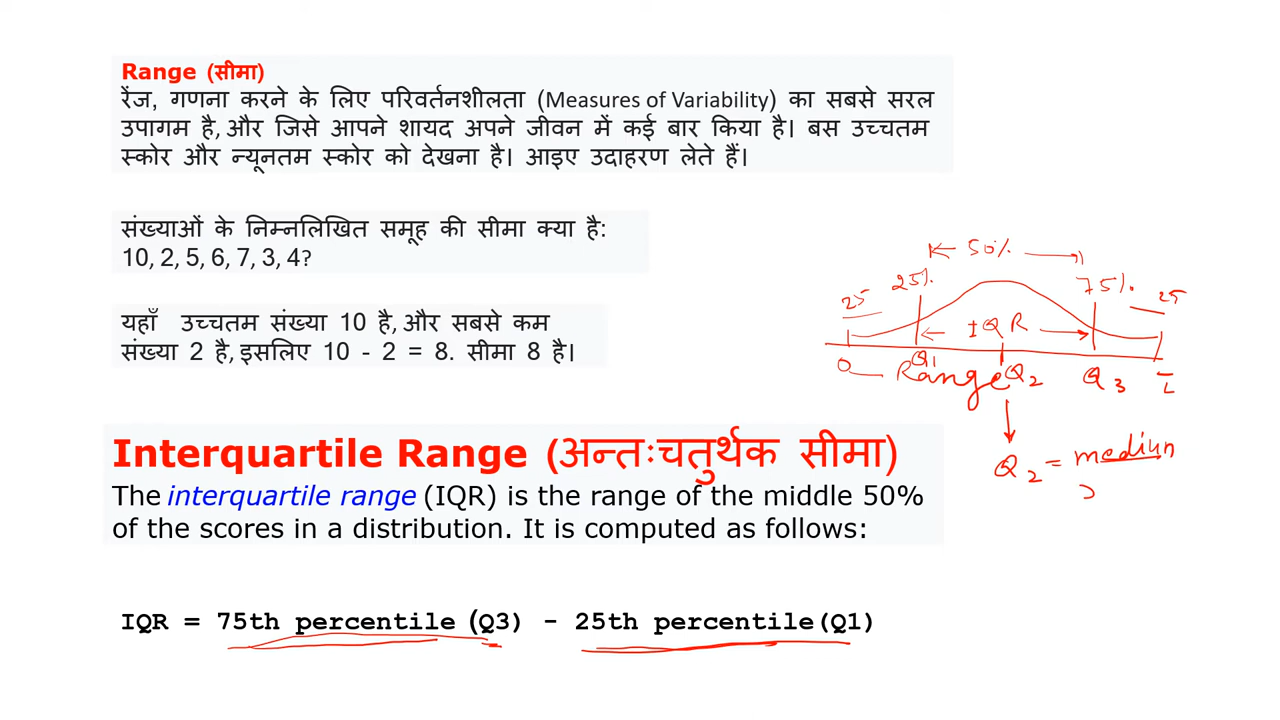 Range (सीमा)
रेंज, गणना करने के लिए परिवर्तनशीलता (Measures of Variability) का सबसे सरल
उपागम है, और जिसे आपने शायद अपने जीवन में कई बार किया है। बस उच्चतम
स्कोर और न्यूनतम स्कोर को देखना है। आइए उदाहरण लेते हैं।
संख्याओं के निम्नलिखित समूह की सीमा क्या है:
10, 2, 5, 6, 7, 3, 4?
यहाँ उच्चतम संख्या 10 है, और सबसे कम
संख्या 2 है, इसलिए 10 - 2 = 8. सीमा 8 है।
50%
25 25% 75% 25
IQR
0 Range Q1 Q2 Q3
Q2 = mediun
Interquartile Range (अन्तःचतुर्थक सीमा)
The interquartile range (IQR) is the range of the middle 50%
of the scores in a distribution. It is computed as follows:
IQR = 75th percentile (Q3) - 25th percentile(Q1)